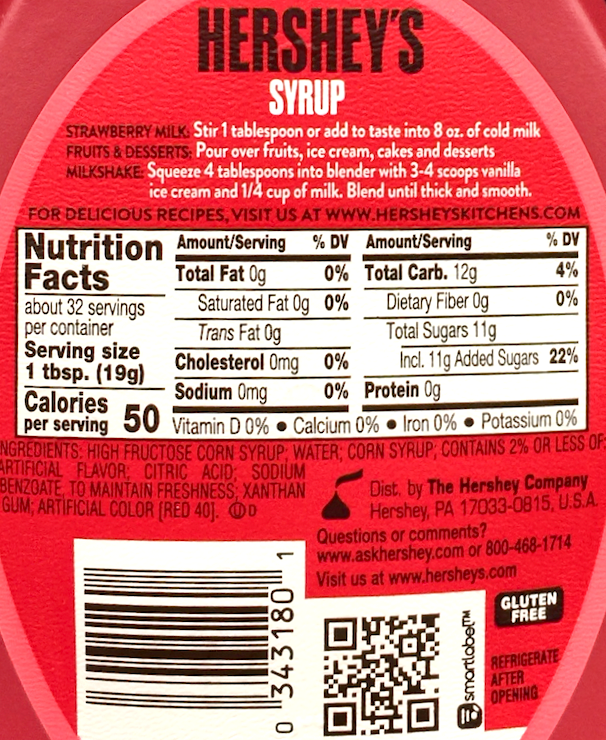 HERSHEY'S
SYRUP
STRAWBERRY MILK: Stir 1 tablespoon or add to taste into 8 oz. of cold milk
FRUITS & DESSERTS: Pour over fruits, ice cream, cakes and desserts
MILKSHAKE: Squeeze 4 tablespoons into blender with 3-4 scoops vanilla
ice cream and 1/4 cup of milk. Blend until thick and smooth.
FOR DELICIOUS RECIPES, VISIT US AT WWW.HERSHEYSKITCHENS.COM
Nutrition
Facts
about 32 servings
per container
Serving size
1 tbsp. (19g)
Calories
per serving 50
Amount/Serving % DV
Total Fat 0g 0%
Saturated Fat 0g 0%
Trans Fat 0g
Cholesterol 0mg 0%
Sodium 0mg 0%
Amount/Serving % DV
Total Carb. 12g 4%
Dietary Fiber 0g 0%
Total Sugars 11g
Incl. 11g Added Sugars 22%
Protein 0g
Vitamin D 0% ● Calcium 0% ● Iron 0% ● Potassium 0%
NGREDIENTS: HIGH FRUCTOSE CORN SYRUP; WATER; CORN SYRUP; CONTAINS 2% OR LESS OF:
ARTIFICIAL FLAVOR; CITRIC ACID; SODIUM
BENZOATE, TO MAINTAIN FRESHNESS; XANTHAN
GUM; ARTIFICIAL COLOR [RED 40]. Ⓤ D
Dist. by The Hershey Company
Hershey, PA 17033-0815, U.S.A.
Questions or comments?
www.askhershey.com or 800-468-1714
Visit us at www.hersheys.com
0 343180 1
smartlabel™
GLUTEN
FREE
REFRIGERATE
AFTER
OPENING